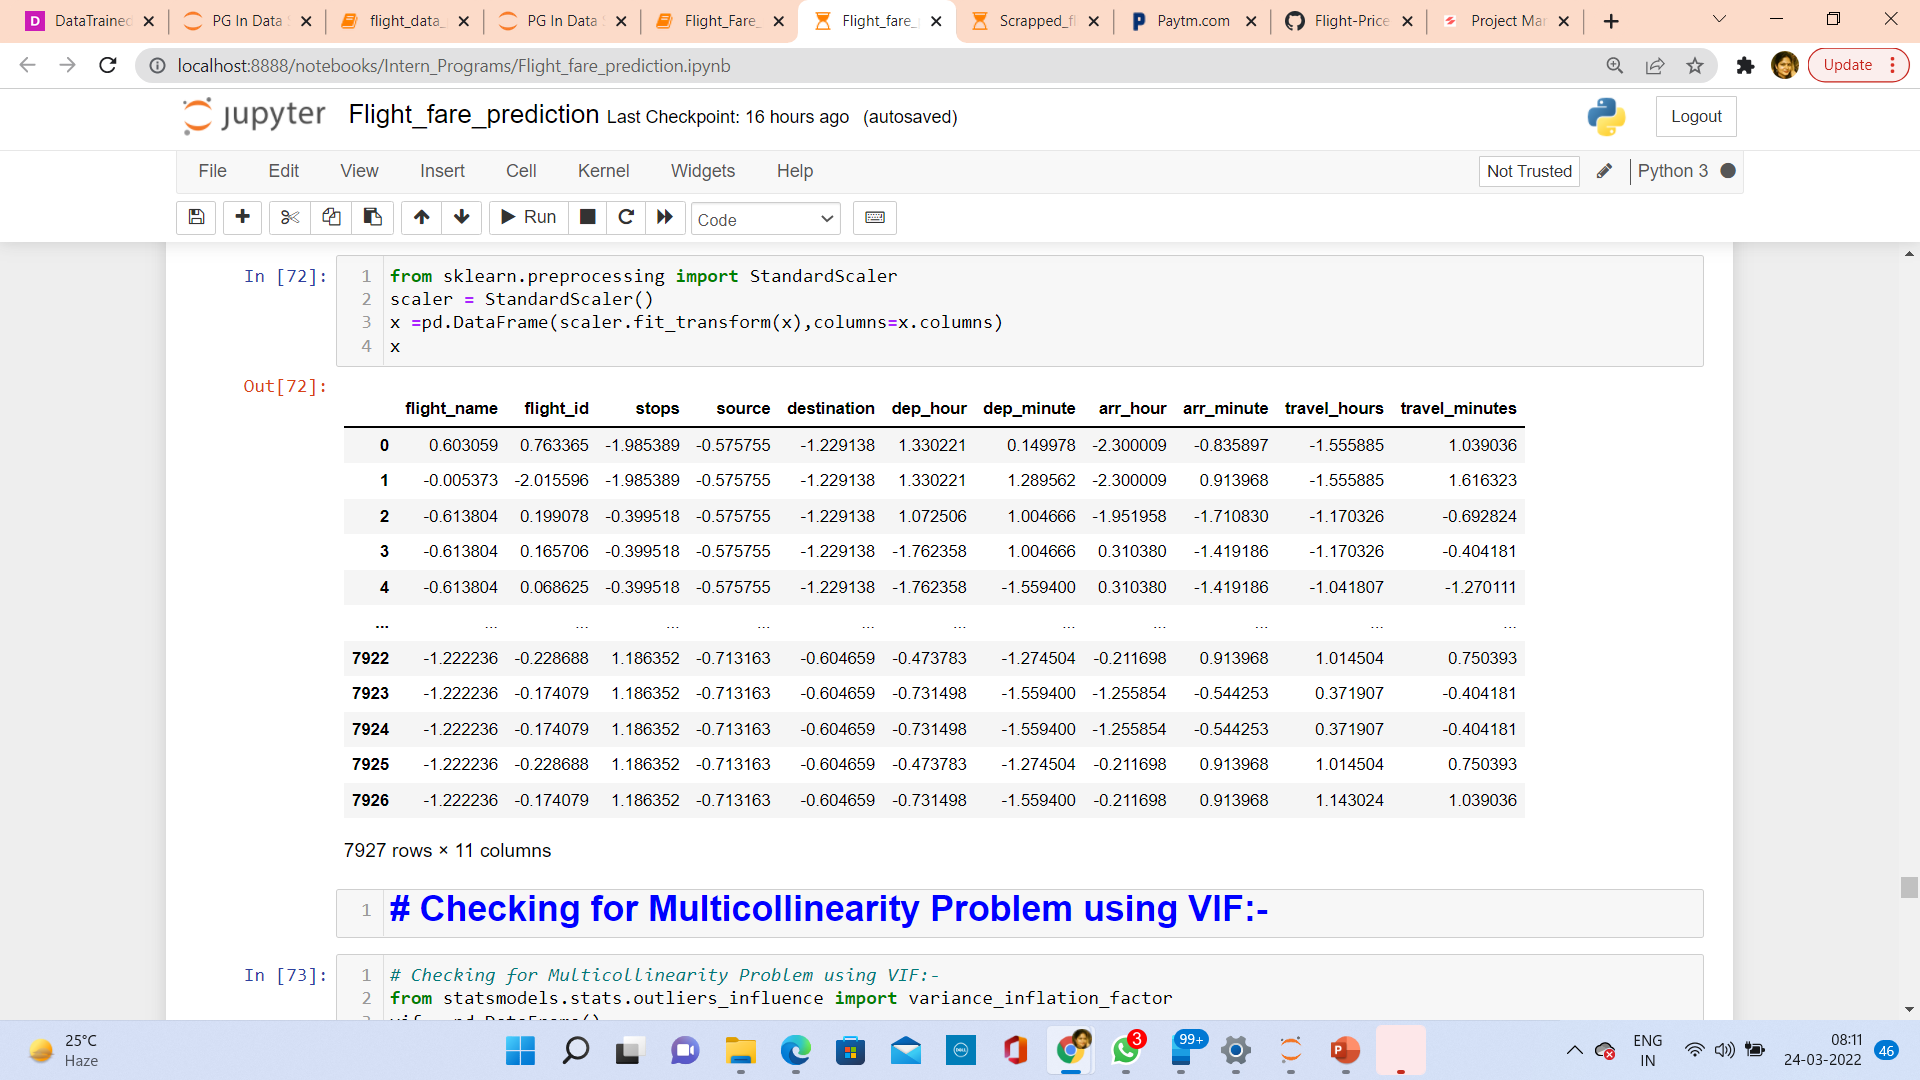 DataTrained
PG In Data
flight_data_
PG In Data
Flight_Fare_
Flight_fare_
Scrapped_fl
Paytm.com
Flight-Price
Project Mar
localhost:8888/notebooks/Intern_Programs/Flight_fare_prediction.ipynb
Update
jupyter Flight_fare_prediction Last Checkpoint: 16 hours ago (autosaved)
Logout
File Edit View Insert Cell Kernel Widgets Help
Not Trusted Python 3
Run Code
In [72]:
1 from sklearn.preprocessing import StandardScaler
2 scaler = StandardScaler()
3 x =pd.DataFrame(scaler.fit_transform(x),columns=x.columns)
4 x
Out[72]:
flight_name flight_id stops source destination dep_hour dep_minute arr_hour arr_minute travel_hours travel_minutes
0 0.603059 0.763365 -1.985389 -0.575755 -1.229138 1.330221 0.149978 -2.300009 -0.835897 -1.555885 1.039036
1 -0.005373 -2.015596 -1.985389 -0.575755 -1.229138 1.330221 1.289562 -2.300009 0.913968 -1.555885 1.616323
2 -0.613804 0.199078 -0.399518 -0.575755 -1.229138 1.072506 1.004666 -1.951958 -1.710830 -1.170326 -0.692824
3 -0.613804 0.165706 -0.399518 -0.575755 -1.229138 -1.762358 1.004666 0.310380 -1.419186 -1.170326 -0.404181
4 -0.613804 0.068625 -0.399518 -0.575755 -1.229138 -1.762358 -1.559400 0.310380 -1.419186 -1.041807 -1.270111
... ... ... ... ... ... ... ... ... ... ... ...
7922 -1.222236 -0.228688 1.186352 -0.713163 -0.604659 -0.473783 -1.274504 -0.211698 0.913968 1.014504 0.750393
7923 -1.222236 -0.174079 1.186352 -0.713163 -0.604659 -0.731498 -1.559400 -1.255854 -0.544253 0.371907 -0.404181
7924 -1.222236 -0.174079 1.186352 -0.713163 -0.604659 -0.731498 -1.559400 -1.255854 -0.544253 0.371907 -0.404181
7925 -1.222236 -0.228688 1.186352 -0.713163 -0.604659 -0.473783 -1.274504 -0.211698 0.913968 1.014504 0.750393
7926 -1.222236 -0.174079 1.186352 -0.713163 -0.604659 -0.731498 -1.559400 -0.211698 0.913968 1.143024 1.039036
7927 rows × 11 columns
1 # Checking for Multicollinearity Problem using VIF:-
In [73]:
1 # Checking for Multicollinearity Problem using VIF:-
2 from statsmodels.stats.outliers_influence import variance_inflation_factor
25°C
Haze
3
99+
ENG
IN
08:11
24-03-2022
46